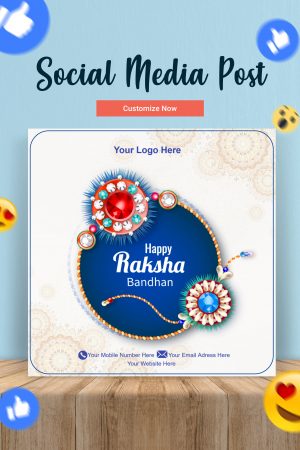 Social Media Post
Customize Now
Your Logo Here
Happy
Raksha
Bandhan
Your Mobile Number Here
Your Email Adress Here
Your Website Here